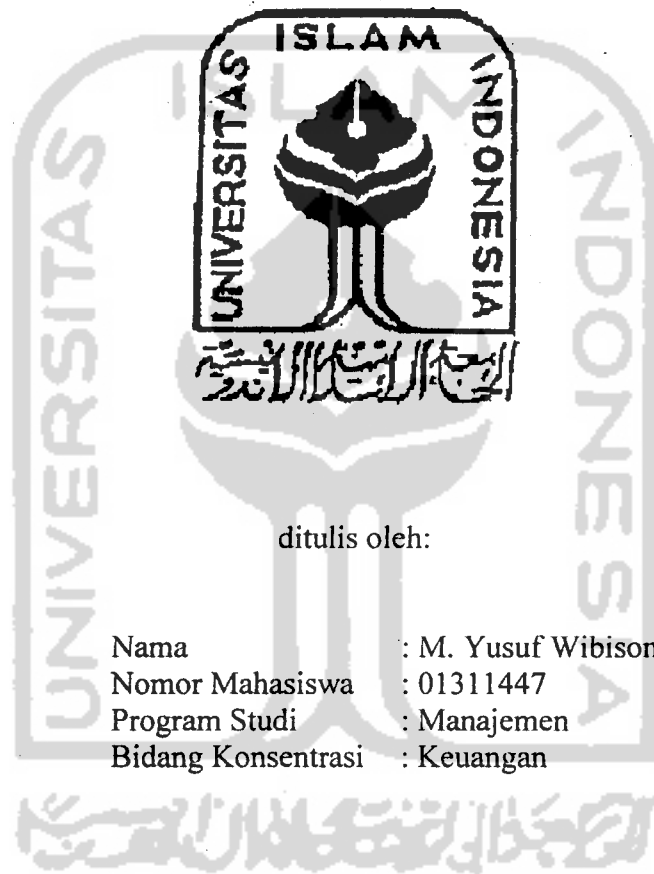 ISLAM
UNIVERSITAS
INDONESIA
ditulis oleh:
Nama : M. Yusuf Wibison
Nomor Mahasiswa : 01311447
Program Studi : Manajemen
Bidang Konsentrasi : Keuangan